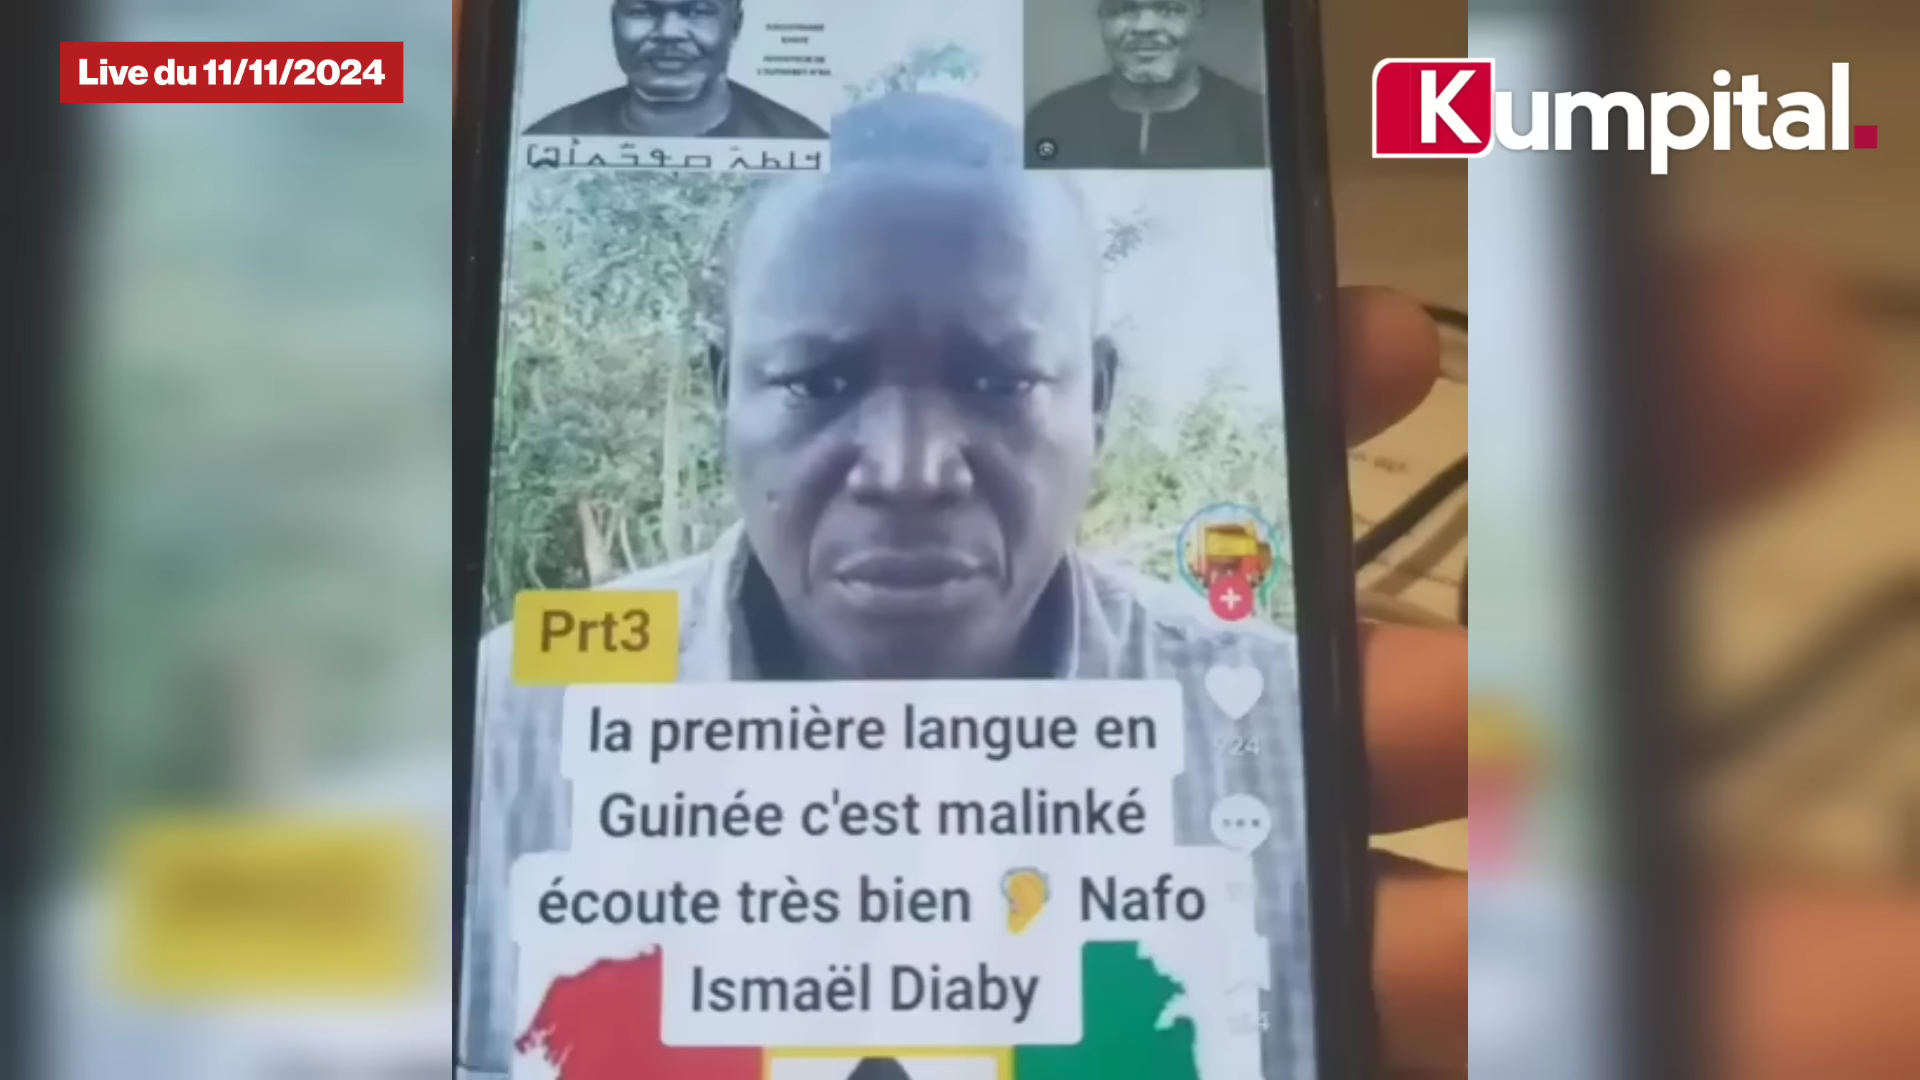 Live du 11/11/2024
Kumpital.
Prt3
la première langue en
Guinée c'est malinké
écoute très bien 👂 Nafo
Ismaël Diaby